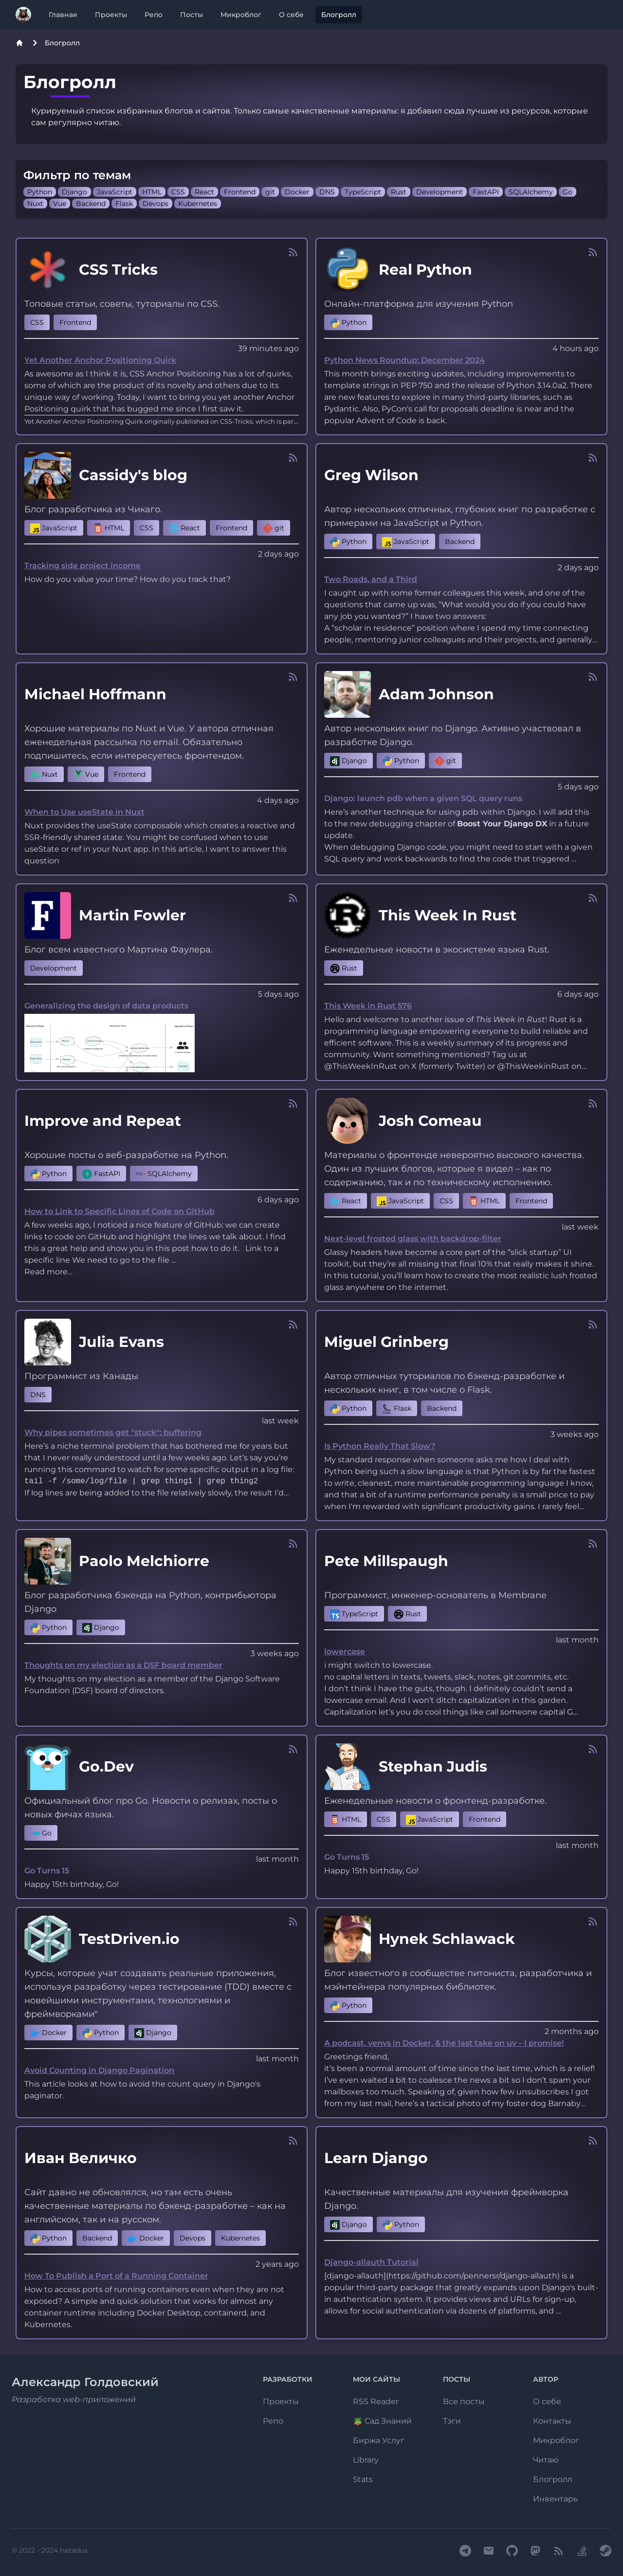 Главная Проекты Репо Посты Микроблог О себе Блогролл
Блогролл
Блогролл
Курируемый список избранных блогов и сайтов. Только самые качественные материалы: я добавил сюда лучшие из ресурсов, которые
сам регулярно читаю.
Фильтр по темам
Python Django JavaScript HTML CSS React Frontend git Docker DNS TypeScript Rust Development FastAPI SQLAlchemy Go
Nuxt Vue Backend Flask Devops Kubernetes
CSS Tricks
Топовые статьи, советы, туториалы по CSS.
CSS Frontend
39 minutes ago
Yet Another Anchor Positioning Quirk
As awesome as I think it is, CSS Anchor Positioning has a lot of quirks,
some of which are the product of its novelty and others due to its
unique way of working. Today, I want to bring you yet another Anchor
Positioning quirk that has bugged me since I first saw it.
Yet Another Anchor Positioning Quirk originally published on CSS-Tricks, which is par...
Real Python
Онлайн-платформа для изучения Python
Python
4 hours ago
Python News Roundup: December 2024
This month brings exciting updates, including improvements to
template strings in PEP 750 and the release of Python 3.14.0a2. There
are new features to explore in many third-party libraries, such as
Pydantic. Also, PyCon's call for proposals deadline is near and the
popular Advent of Code is back.
Cassidy's blog
Блог разработчика из Чикаго.
JavaScript HTML CSS React Frontend git
2 days ago
Tracking side project income
How do you value your time? How do you track that?
Greg Wilson
Автор нескольких отличных, глубоких книг по разработке с
примерами на JavaScript и Python.
Python JavaScript Backend
2 days ago
Two Roads, and a Third
I caught up with some former colleagues this week, and one of the
questions that came up was, “What would you do if you could have
any job you wanted?” I have two answers:
A “scholar in residence” position where I spend my time connecting
people, mentoring junior colleagues and their projects, and generally...
Michael Hoffmann
Хорошие материалы по Nuxt и Vue. У автора отличная
еженедельная рассылка по email. Обязательно
подпишитесь, если интересуетесь фронтендом.
Nuxt Vue Frontend
4 days ago
When to Use useState in Nuxt
Nuxt provides the useState composable which creates a reactive and
SSR-friendly shared state. You might be confused when to use
useState or ref in your Nuxt app. In this article, I want to answer this
question
Adam Johnson
Автор нескольких книг по Django. Активно участвовал в
разработке Django.
Django Python git
5 days ago
Django: launch pdb when a given SQL query runs
Here’s another technique for using pdb within Django. I will add this
to the new debugging chapter of Boost Your Django DX in a future
update.
When debugging Django code, you might need to start with a given
SQL query and work backwards to find the code that triggered ...
Martin Fowler
Блог всем известного Мартина Фаулера.
Development
5 days ago
Generalizing the design of data products
This Week In Rust
Еженедельные новости в экосистеме языка Rust.
Rust
6 days ago
This Week in Rust 576
Hello and welcome to another issue of This Week in Rust! Rust is a
programming language empowering everyone to build reliable and
efficient software. This is a weekly summary of its progress and
community. Want something mentioned? Tag us at
@ThisWeekInRust on X (formerly Twitter) or @ThisWeekinRust on...
Improve and Repeat
Хорошие посты о веб-разработке на Python.
Python FastAPI SQLAlchemy
6 days ago
How to Link to Specific Lines of Code on GitHub
A few weeks ago, I noticed a nice feature of GitHub: we can create
links to code on GitHub and highlight the lines we talk about. I find
this a great help and show you in this post how to do it. Link to a
specific line We need to go to the file ...
Read more...
Josh Comeau
Материалы о фронтенде невероятно высокого качества.
Один из лучших блогов, которые я видел – как по
содержанию, так и по техническому исполнению.
React JavaScript CSS HTML Frontend
last week
Next-level frosted glass with backdrop-filter
Glassy headers have become a core part of the “slick startup” UI
toolkit, but they’re all missing that final 10% that really makes it shine.
In this tutorial, you’ll learn how to create the most realistic lush frosted
glass anywhere on the internet.
Julia Evans
Программист из Канады
DNS
last week
Why pipes sometimes get "stuck": buffering
Here’s a niche terminal problem that has bothered me for years but
that I never really understood until a few weeks ago. Let’s say you’re
running this command to watch for some specific output in a log file:
tail -f /some/log/file | grep thing1 | grep thing2
If log lines are being added to the file relatively slowly, the result I’d...
Miguel Grinberg
Автор отличных туториалов по бэкенд-разработке и
нескольких книг, в том числе о Flask.
Python Flask Backend
3 weeks ago
Is Python Really That Slow?
My standard response when someone asks me how I deal with
Python being such a slow language is that Python is by far the fastest
to write, cleanest, more maintainable programming language I know,
and that a bit of a runtime performance penalty is a small price to pay
when I'm rewarded with significant productivity gains. I rarely feel...
Paolo Melchiorre
Блог разработчика бэкенда на Python, контрибьютора
Django
Python Django
3 weeks ago
Thoughts on my election as a DSF board member
My thoughts on my election as a member of the Django Software
Foundation (DSF) board of directors.
Pete Millspaugh
Программист, инженер-основатель в Membrane
TypeScript Rust
last month
lowercase
i might switch to lowercase.
no capital letters in texts, tweets, slack, notes, git commits, etc.
I don’t think I have the guts, though. I definitely couldn’t send a
lowercase email. And I won’t ditch capitalization in this garden.
Capitalization let’s you do cool things like call someone capital G...
Go.Dev
Официальный блог про Go. Новости о релизах, посты о
новых фичах языка.
Go
last month
Go Turns 15
Happy 15th birthday, Go!
Stephan Judis
Еженедельные новости о фронтенд-разработке.
HTML CSS JavaScript Frontend
last month
Go Turns 15
Happy 15th birthday, Go!
TestDriven.io
Курсы, которые учат создавать реальные приложения,
используя разработку через тестирование (TDD) вместе с
новейшими инструментами, технологиями и
фреймворками"
Docker Python Django
last month
Avoid Counting in Django Pagination
This article looks at how to avoid the count query in Django's
paginator.
Hynek Schlawack
Блог известного в сообществе питониста, разработчика и
мэйнтейнера популярных библиотек.
Python
2 months ago
A podcast, venvs in Docker, & the last take on uv – I promise!
Greetings friend,
it’s been a normal amount of time since the last time, which is a relief!
I’ve even waited a bit to coalesce the news a bit so I don’t spam your
mailboxes too much. Speaking of, given how few unsubscribes I got
from my last mail, here’s a tactical photo of my foster dog Barnaby...
Иван Величко
Сайт давно не обновлялся, но там есть очень
качественные материалы по бэкенд-разработке – как на
английском, так и на русском.
Python Backend Docker Devops Kubernetes
2 years ago
How To Publish a Port of a Running Container
How to access ports of running containers even when they are not
exposed? A simple and quick solution that works for almost any
container runtime including Docker Desktop, containerd, and
Kubernetes.
Learn Django
Качественные материалы для изучения фреймворка
Django.
Django Python
Django-allauth Tutorial
[django-allauth](https://github.com/pennersr/django-allauth) is a
popular third-party package that greatly expands upon Django's built-
in authentication system. It provides views and URLs for sign-up,
allows for social authentication via dozens of platforms, and ...
Александр Голдовский
Разработка web-приложений
РАЗРАБОТКИ
Проекты
Репо
МОИ САЙТЫ
RSS Reader
Сад Знаний
Биржа Услуг
Library
Stats
ПОСТЫ
Все посты
Тэги
АВТОР
О себе
Контакты
Микроблог
Читаю
Блогролл
Инвентарь
© 2022 - 2024 hazadus